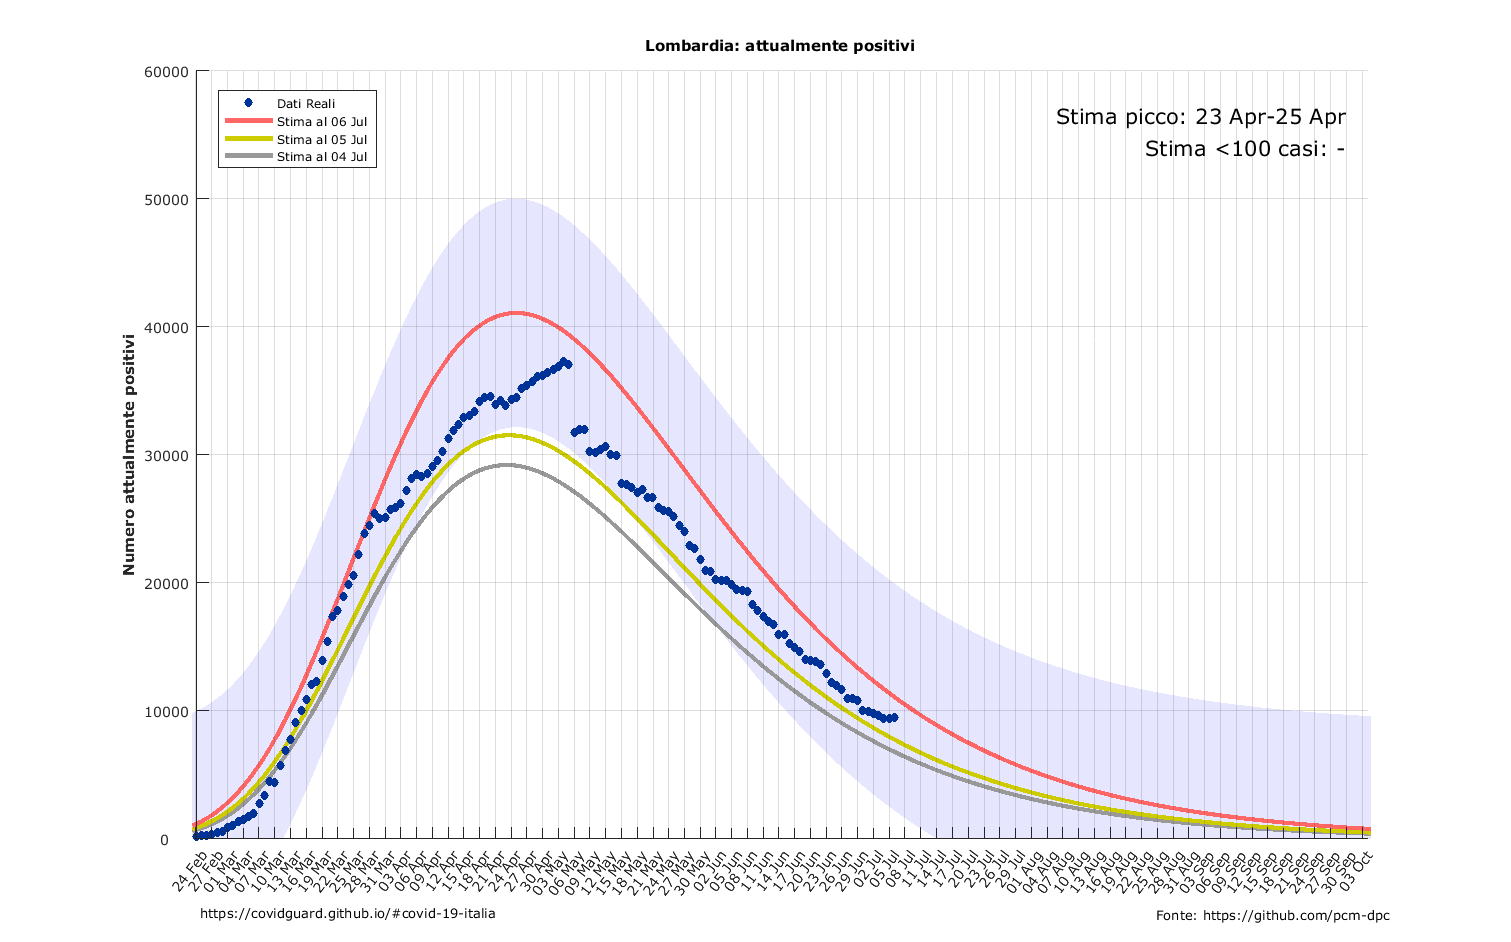 Lombardia: attualmente positivi
60000
50000
40000
30000
20000
10000
0
Numero attualmente positivi
Dati Reali
Stima al 06 Jul
Stima al 05 Jul
Stima al 04 Jul
Stima picco: 23 Apr-25 Apr
Stima <100 casi: -
24 Feb
27 Feb
01 Mar
04 Mar
07 Mar
10 Mar
13 Mar
16 Mar
19 Mar
22 Mar
25 Mar
28 Mar
31 Mar
03 Apr
06 Apr
09 Apr
12 Apr
15 Apr
18 Apr
21 Apr
24 Apr
27 Apr
30 Apr
03 May
06 May
09 May
12 May
15 May
18 May
21 May
24 May
27 May
30 May
02 Jun
05 Jun
08 Jun
11 Jun
14 Jun
17 Jun
20 Jun
23 Jun
26 Jun
29 Jun
02 Jul
05 Jul
08 Jul
11 Jul
14 Jul
17 Jul
20 Jul
23 Jul
26 Jul
29 Jul
01 Aug
04 Aug
07 Aug
10 Aug
13 Aug
16 Aug
19 Aug
22 Aug
25 Aug
28 Aug
31 Aug
03 Sep
06 Sep
09 Sep
12 Sep
15 Sep
18 Sep
21 Sep
24 Sep
27 Sep
30 Sep
03 Oct
https://covidguard.github.io/#covid-19-italia
Fonte: https://github.com/pcm-dpc